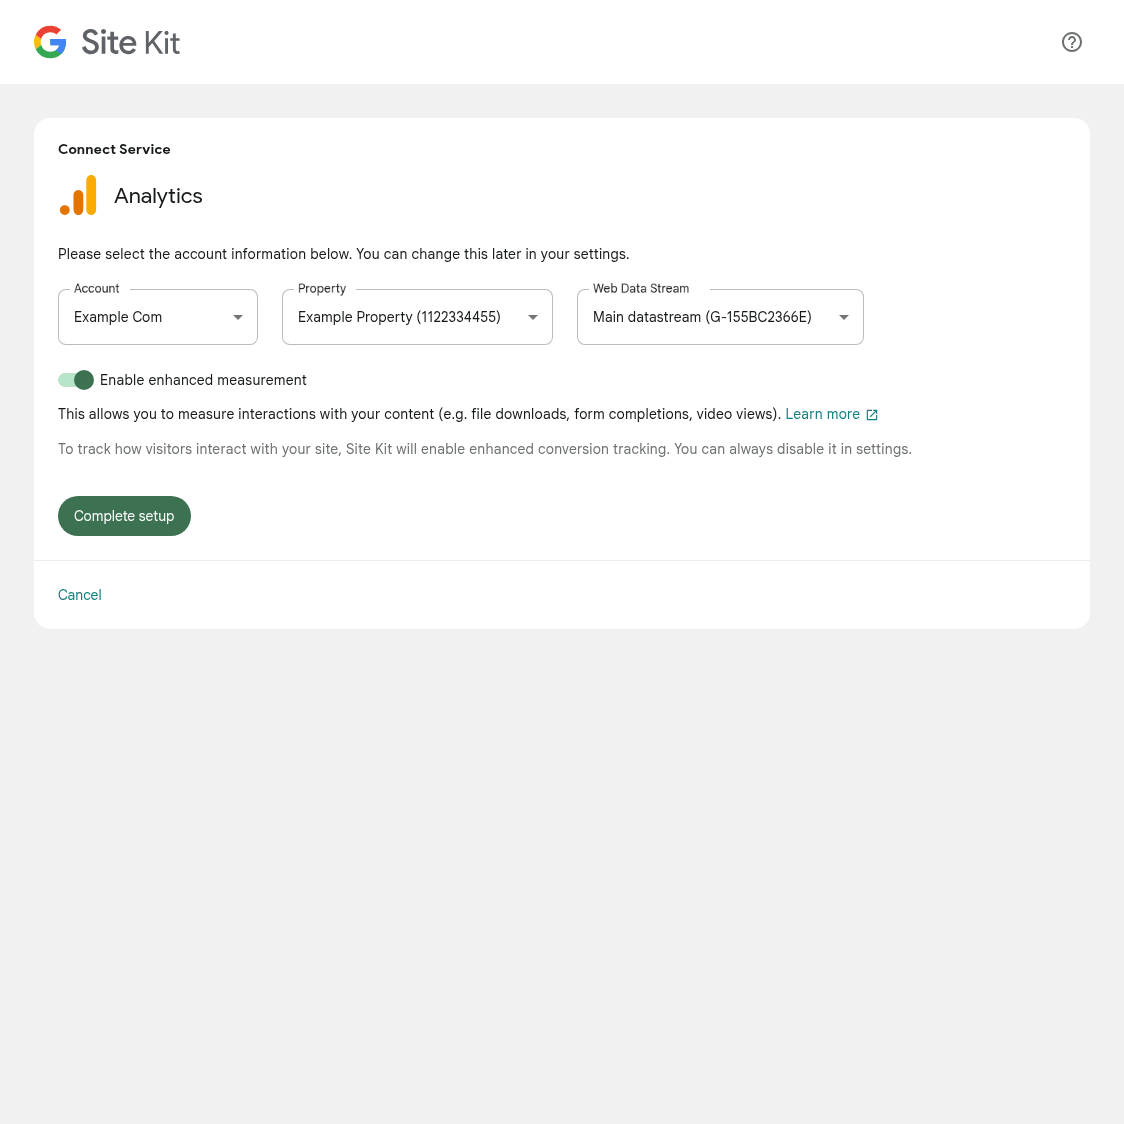 Site Kit
Connect Service
Analytics
Please select the account information below. You can change this later in your settings.
Account
Example Com
Property
Example Property (1122334455)
Web Data Stream
Main datastream (G-155BC2366E)
Enable enhanced measurement
This allows you to measure interactions with your content (e.g. file downloads, form completions, video views). Learn more
To track how visitors interact with your site, Site Kit will enable enhanced conversion tracking. You can always disable it in settings.
Complete setup
Cancel